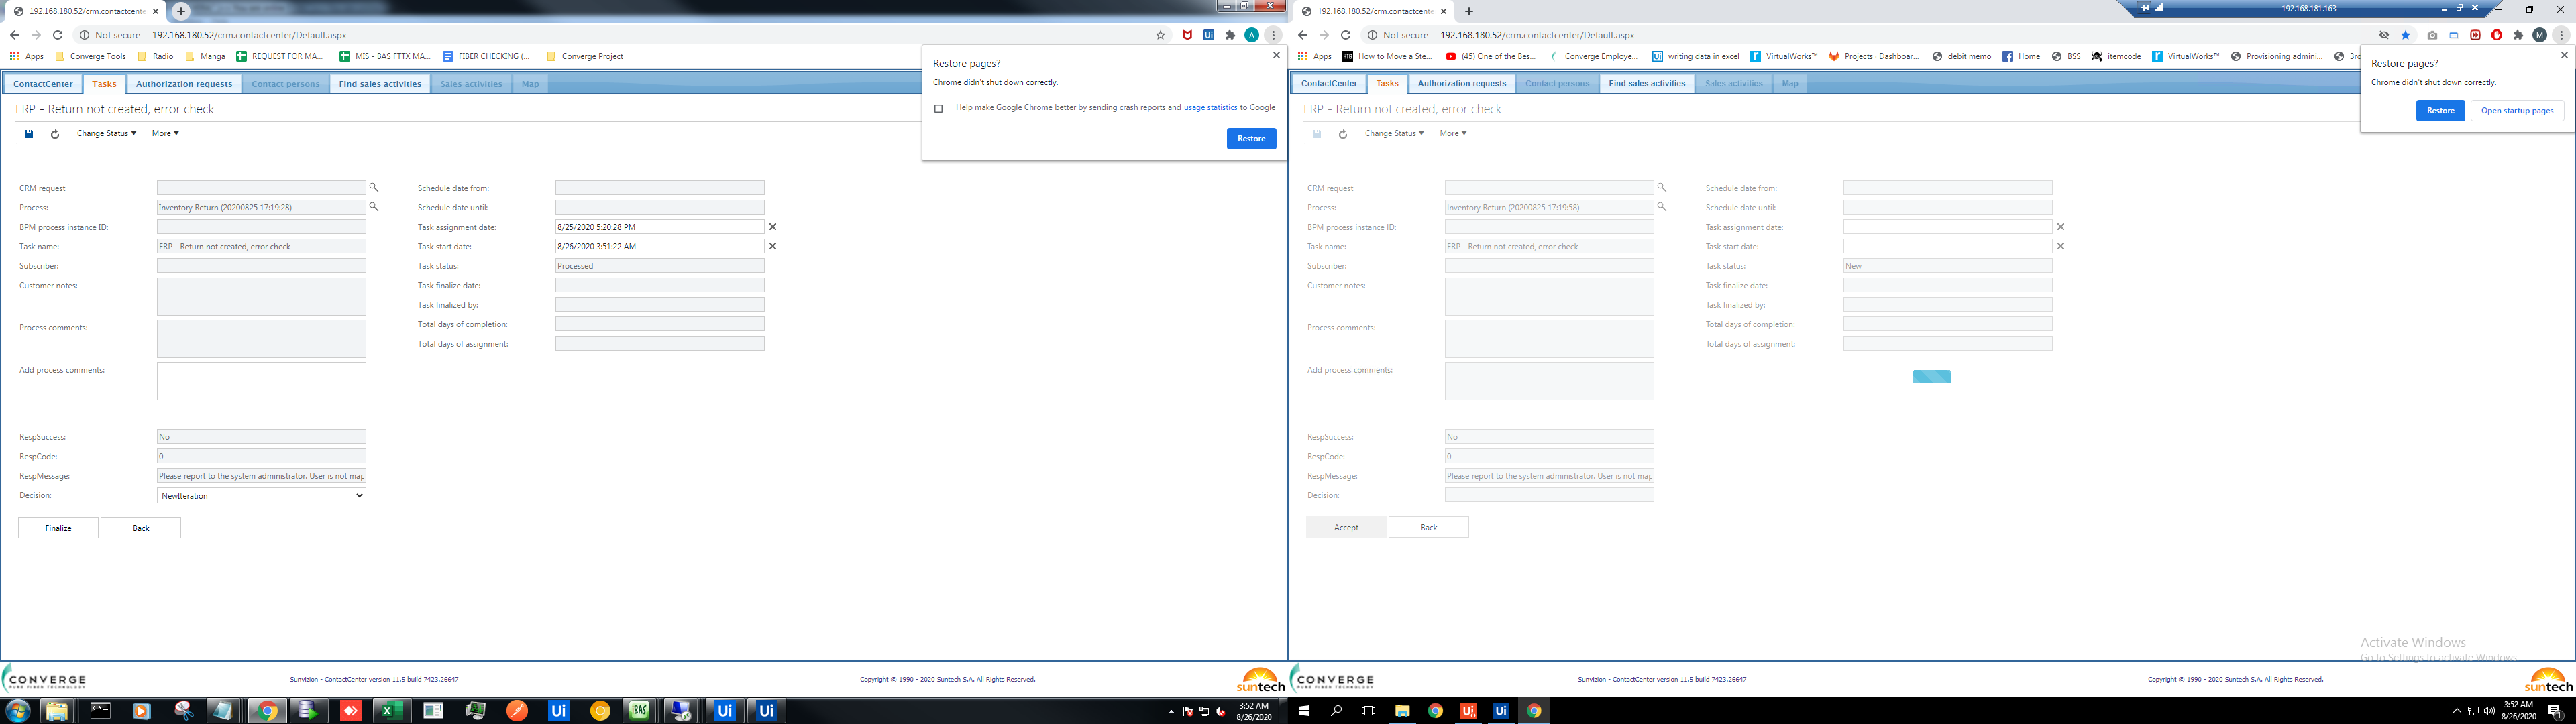 192.168.180.52/crm.contactcente
Not secure | 192.168.180.52/crm.contactcenter/Default.aspx
Apps Converge Tools Radio Manga REQUEST FOR MA... MIS - BAS FTTX MA... FIBER CHECKING (... Converge Project
ContactCenter Tasks Authorization requests Contact persons Find sales activities Sales activities Map
ERP - Return not created, error check
Change Status ▾ More ▾
Restore pages?
Chrome didn't shut down correctly.
Help make Google Chrome better by sending crash reports and usage statistics to Google
Restore
CRM request
Process: Inventory Return (20200825 17:19:28)
BPM process instance ID:
Task name: ERP - Return not created, error check
Subscriber:
Customer notes:
Process comments:
Add process comments:
Schedule date from:
Schedule date until:
Task assignment date: 8/25/2020 5:20:28 PM
Task start date: 8/26/2020 3:51:22 AM
Task status: Processed
Task finalize date:
Task finalized by:
Total days of completion:
Total days of assignment:
RespSuccess: No
RespCode: 0
RespMessage: Please report to the system administrator. User is not map
Decision: NewIteration
Finalize Back
CONVERGE
PURE FIBER TECHNOLOGY
Sunvizion - ContactCenter version 11.5 build 7423.26647
Copyright © 1990 - 2020 Suntech S.A. All Rights Reserved.
suntech
3:52 AM
8/26/2020
192.168.180.52/crm.contactcente
192.168.181.163
Not secure | 192.168.180.52/crm.contactcenter/Default.aspx
Apps How to Move a Ste... (45) One of the Bes... Converge Employe... writing data in excel VirtualWorks™ Projects - Dashboar... debit memo Home BSS itemcode VirtualWorks™ Provisioning admini... 3rd
ContactCenter Tasks Authorization requests Contact persons Find sales activities Sales activities Map
ERP - Return not created, error check
Change Status ▾ More ▾
Restore pages?
Chrome didn't shut down correctly.
Restore Open startup pages
CRM request
Process: Inventory Return (20200825 17:19:58)
BPM process instance ID:
Task name: ERP - Return not created, error check
Subscriber:
Customer notes:
Process comments:
Add process comments:
Schedule date from:
Schedule date until:
Task assignment date:
Task start date:
Task status: New
Task finalize date:
Task finalized by:
Total days of completion:
Total days of assignment:
RespSuccess: No
RespCode: 0
RespMessage: Please report to the system administrator. User is not map
Decision:
Accept Back
Activate Windows
Go to Settings to activate Windows.
CONVERGE
PURE FIBER TECHNOLOGY
Sunvizion - ContactCenter version 11.5 build 7423.26647
Copyright © 1990 - 2020 Suntech S.A. All Rights Reserved.
suntech
3:52 AM
8/26/2020